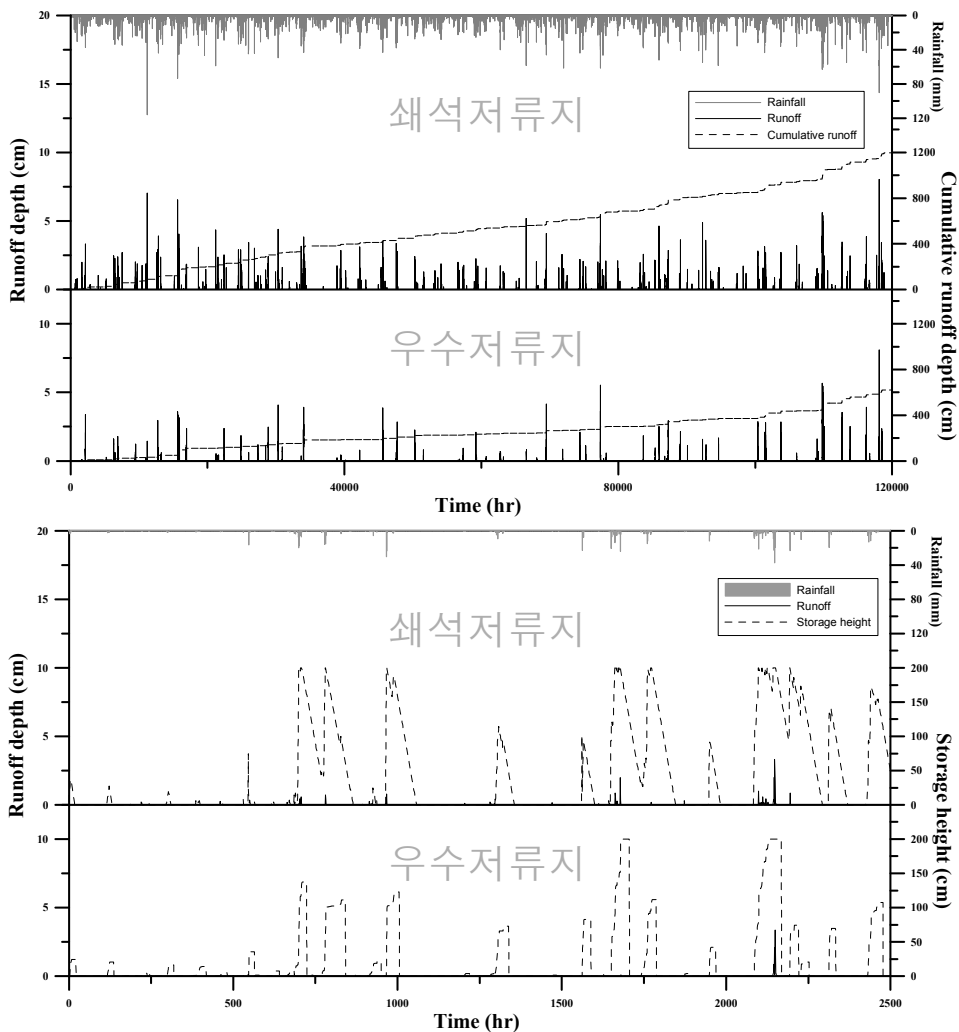 20
15
10
5
0
Runoff depth (cm)
0
40
80
120
Rainfall (mm)
쇄석저류지
Rainfall
Runoff
Cumulative runoff
1200
800
400
0
Cumulative runoff depth (cm)
10
5
0
우수저류지
1200
800
400
0
0
40000
80000
120000
Time (hr)
20
15
10
5
0
Runoff depth (cm)
0
40
80
120
Rainfall (mm)
쇄석저류지
Rainfall
Runoff
Storage height
200
150
100
50
0
Storage height (cm)
10
5
0
우수저류지
200
150
100
50
0
0
500
1000
1500
2000
2500
Time (hr)